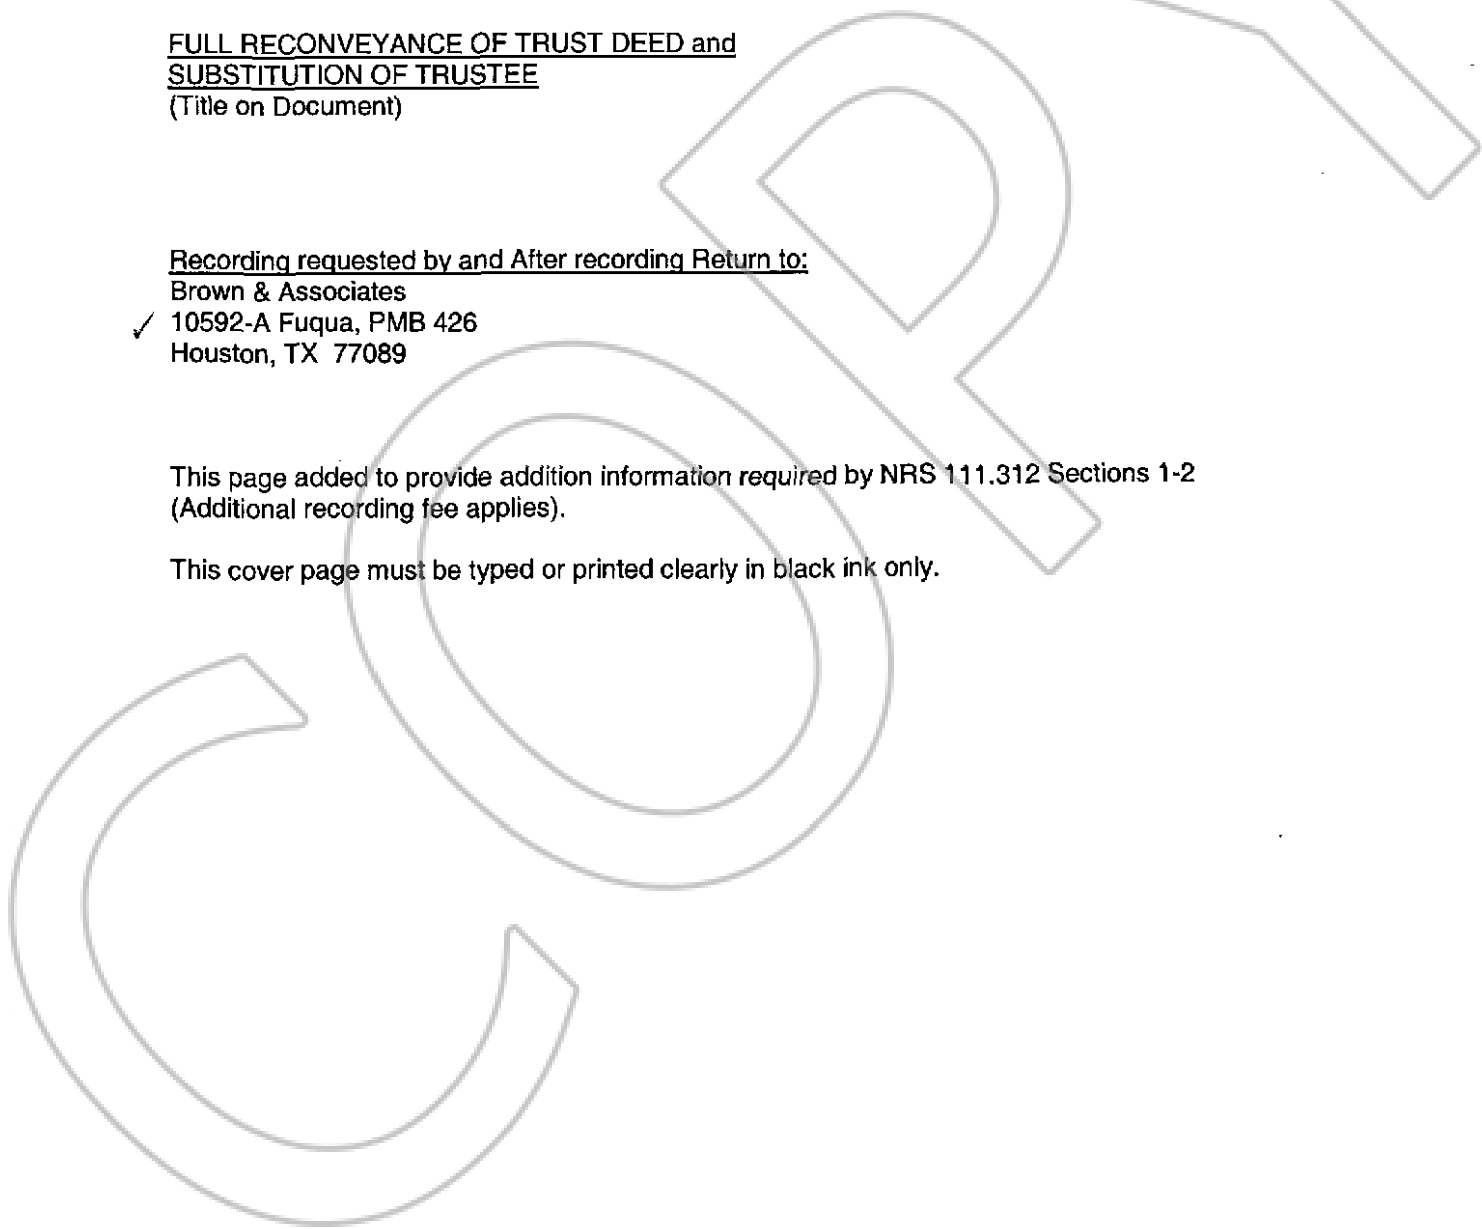 FULL RECONVEYANCE OF TRUST DEED and
SUBSTITUTION OF TRUSTEE
(Title on Document)
Recording requested by and After recording Return to:
Brown & Associates
✓ 10592-A Fuqua, PMB 426
Houston, TX 77089
This page added to provide addition information required by NRS 111.312 Sections 1-2
(Additional recording fee applies).
This cover page must be typed or printed clearly in black ink only.
COPY